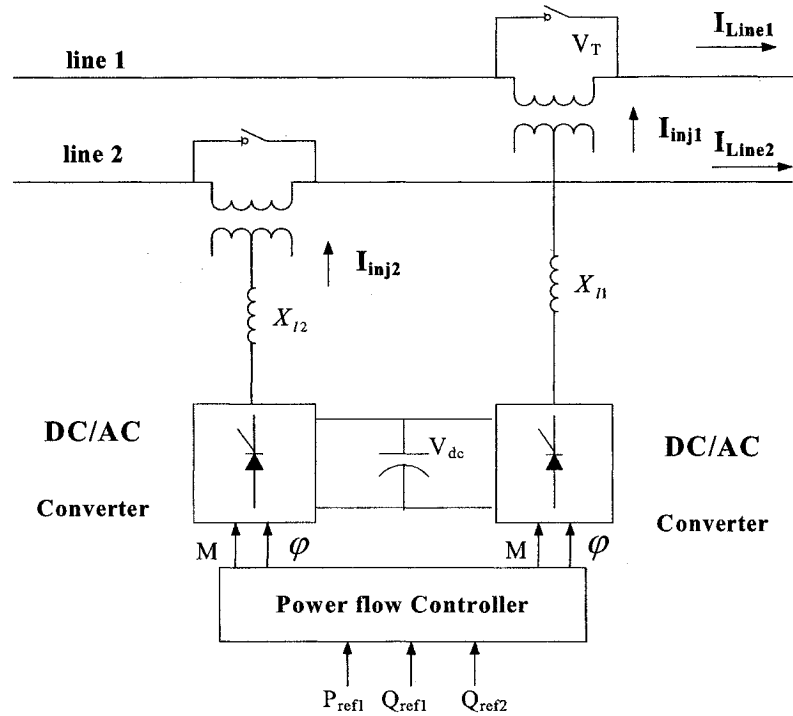 I_Line1
V_T
line 1
I_inj1
I_Line2
line 2
I_inj2
X_l1
X_l2
DC/AC
Converter
V_dc
DC/AC
Converter
M φ
M φ
Power flow Controller
P_ref1 Q_ref1 Q_ref2